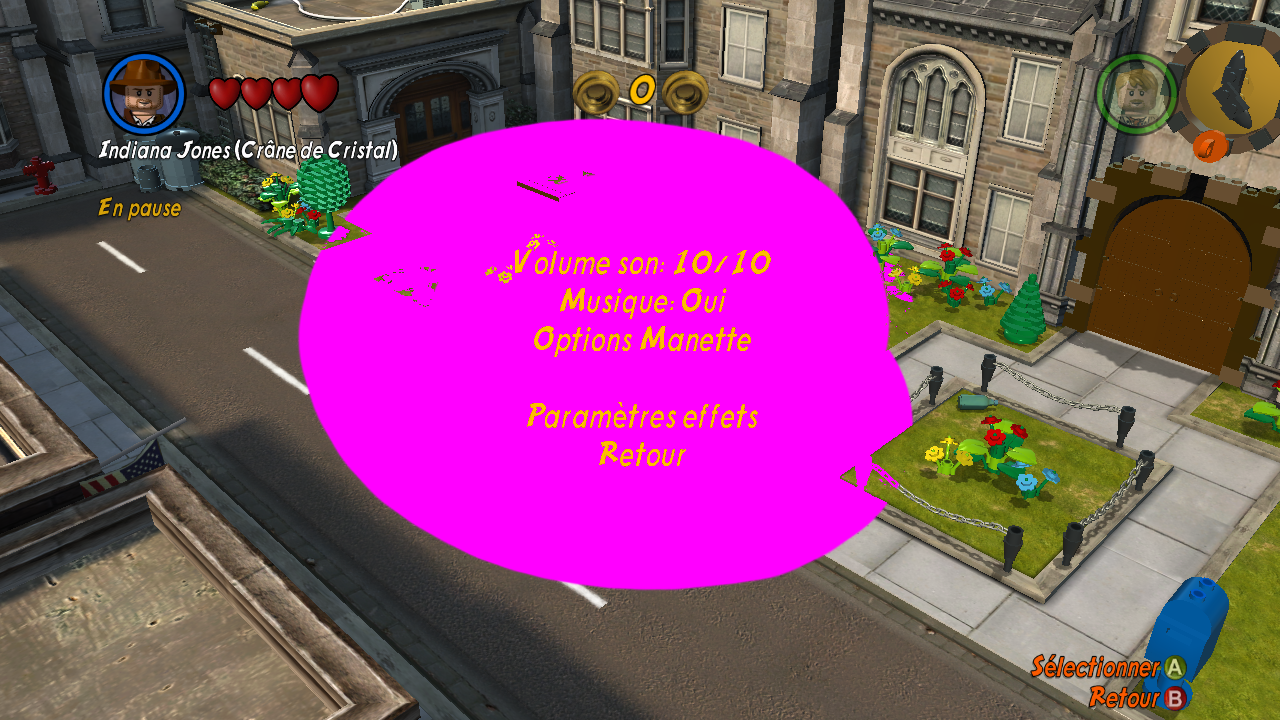 0
Indiana Jones (Crâne de Cristal)
En pause
Volume son: 10/10
Musique: Oui
Options Manette
Paramètres effets
Retour
Sélectionner A
Retour B